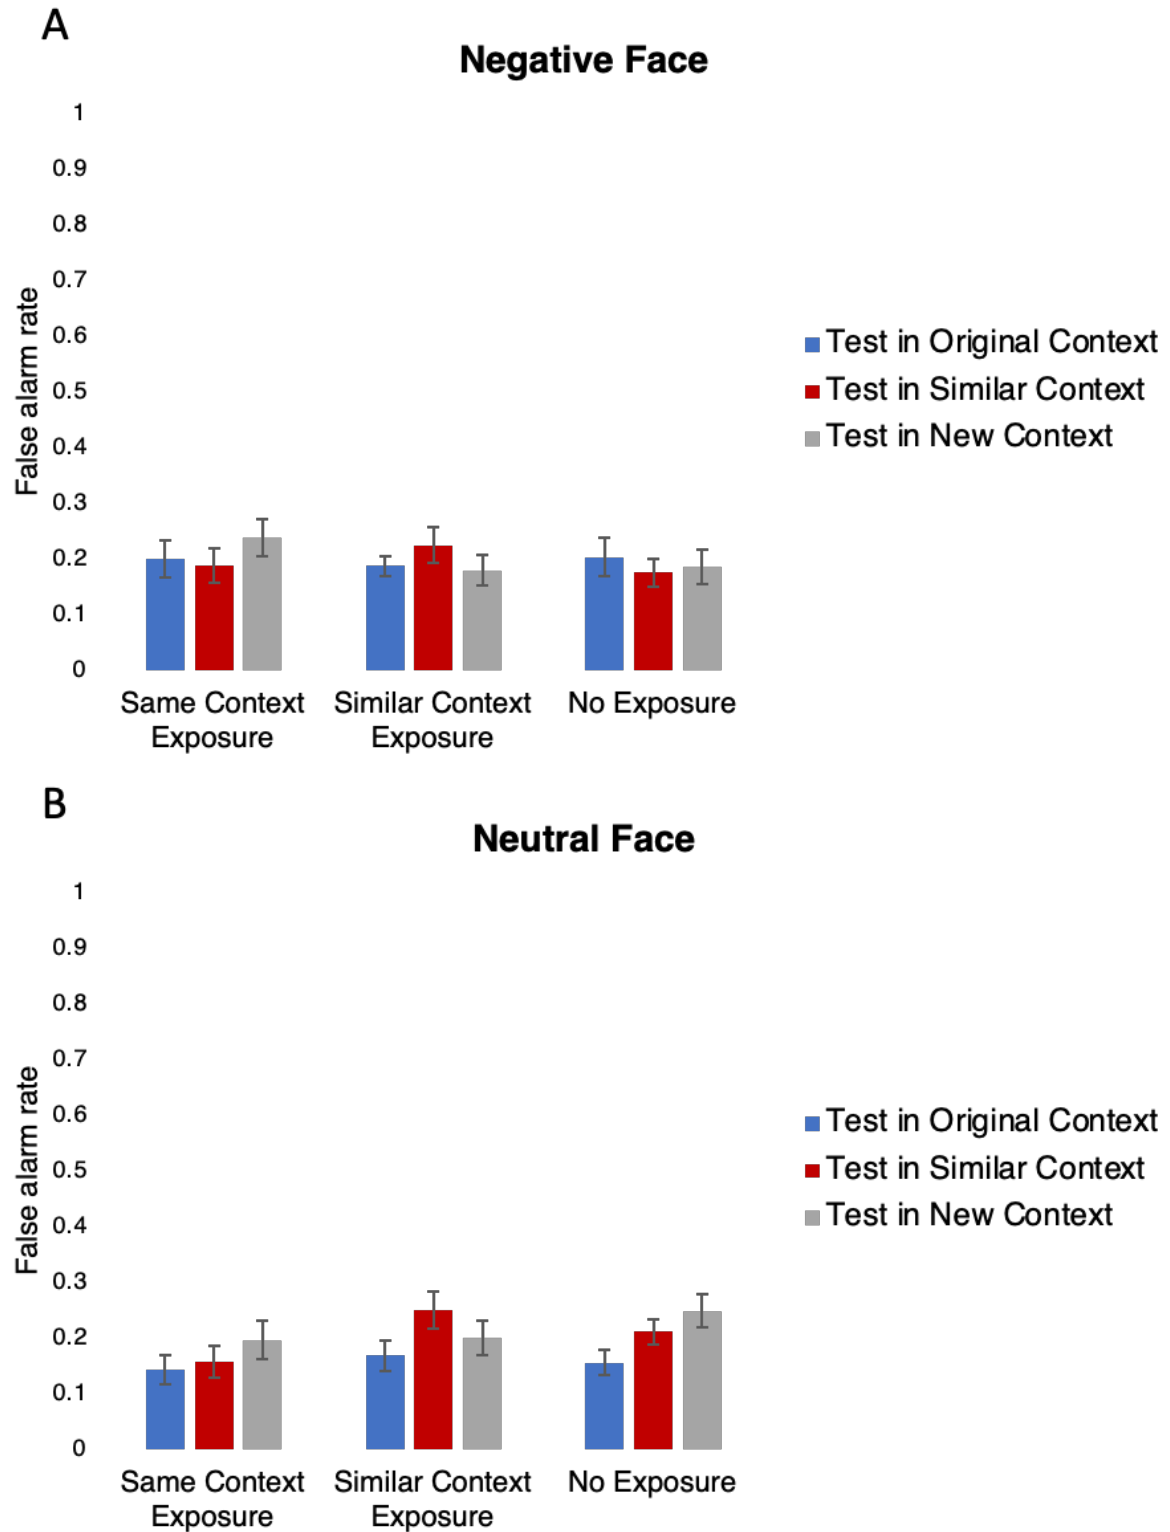 A
Negative Face
1
0.9
0.8
0.7
0.6
0.5
0.4
0.3
0.2
0.1
0
False alarm rate
Same Context
Exposure
Similar Context
Exposure
No Exposure
Test in Original Context
Test in Similar Context
Test in New Context
B
Neutral Face
1
0.9
0.8
0.7
0.6
0.5
0.4
0.3
0.2
0.1
0
False alarm rate
Same Context
Exposure
Similar Context
Exposure
No Exposure
Test in Original Context
Test in Similar Context
Test in New Context